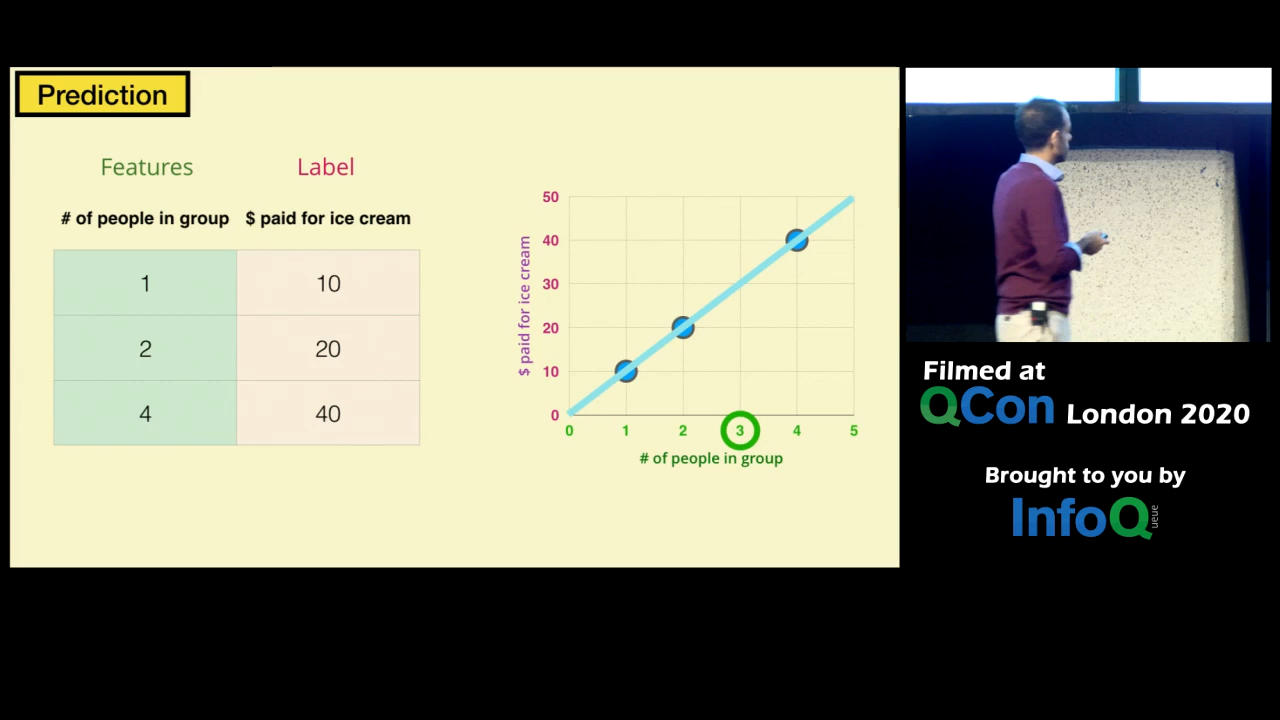 Prediction
Features Label
# of people in group $ paid for ice cream
1 10
2 20
4 40
$ paid for ice cream
50
40
30
20
10
0
0 1 2 3 4 5
# of people in group
Filmed at
QCon London 2020
Brought to you by
InfoQ
ueue